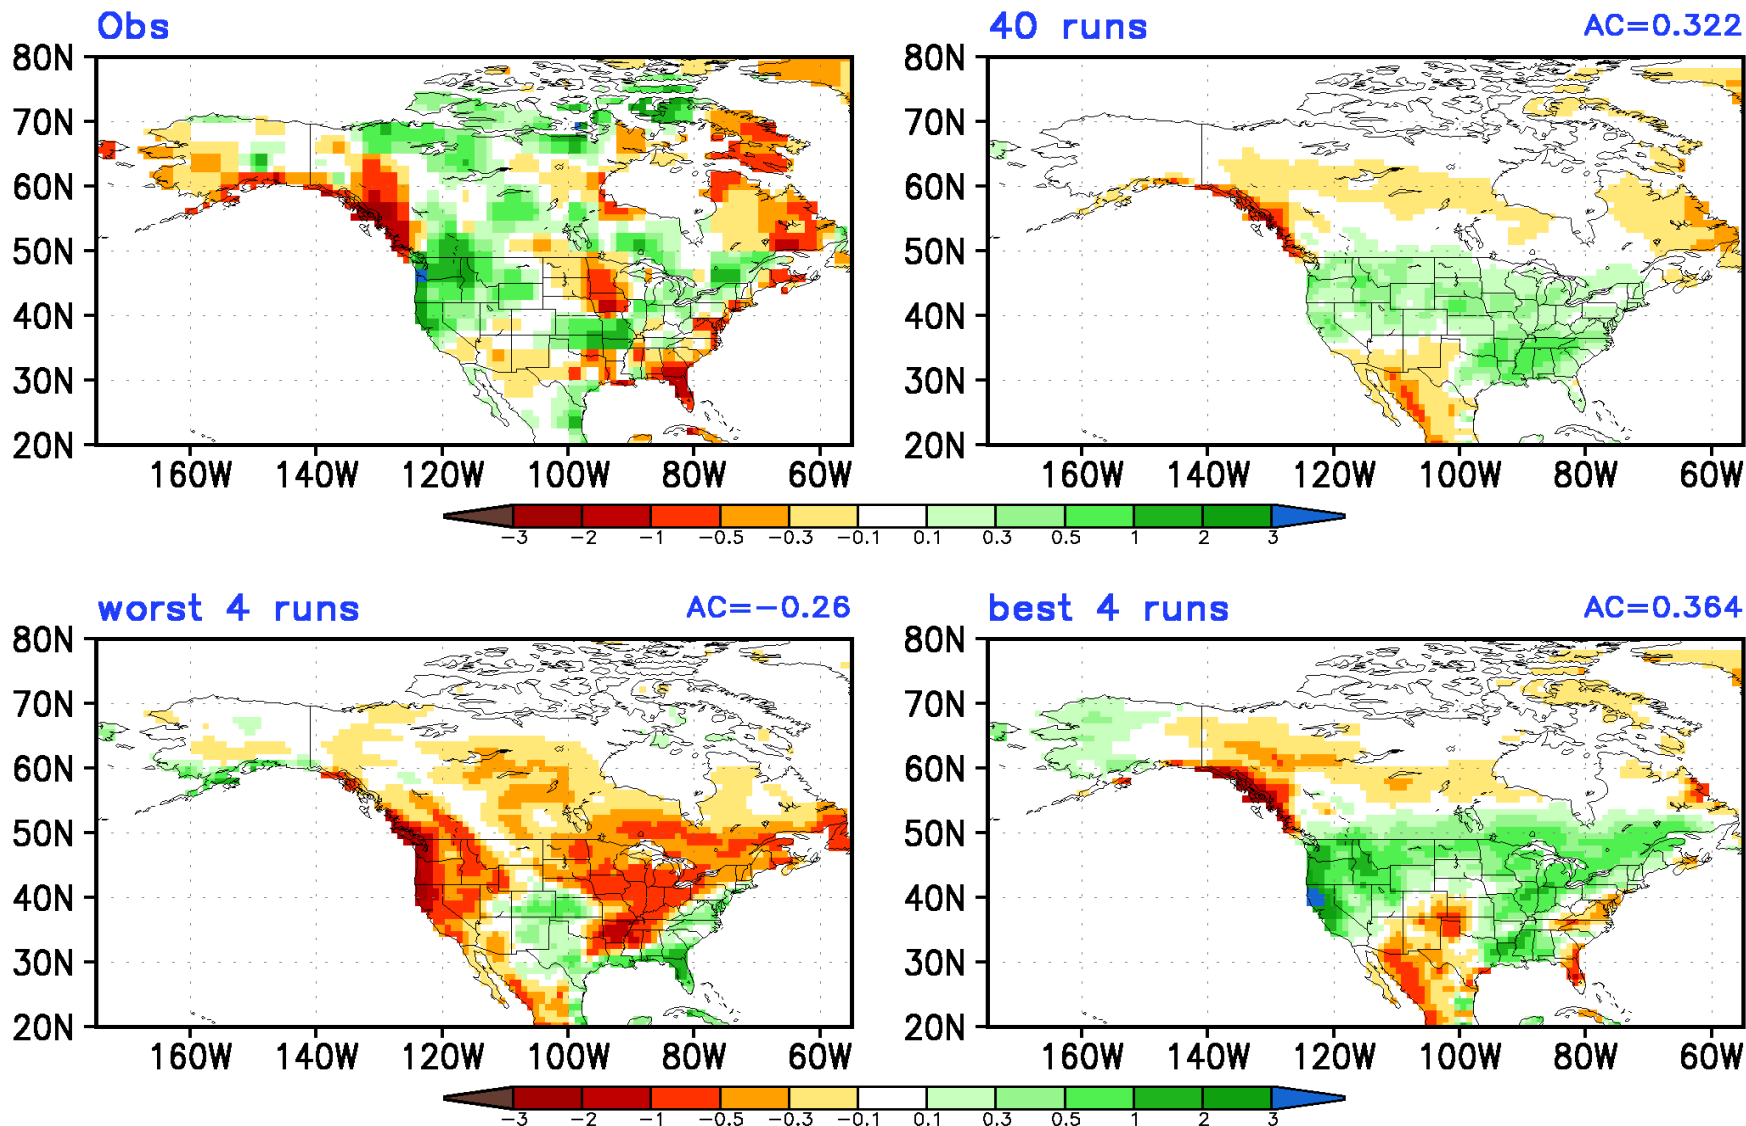 Obs
40 runs AC=0.322
80N 80N
70N 70N
60N 60N
50N 50N
40N 40N
30N 30N
20N 20N
160W 140W 120W 100W 80W 60W 160W 140W 120W 100W 80W 60W
-3 -2 -1 -0.5 -0.3 -0.1 0.1 0.3 0.5 1 2 3
worst 4 runs AC=-0.26
best 4 runs AC=0.364
80N 80N
70N 70N
60N 60N
50N 50N
40N 40N
30N 30N
20N 20N
160W 140W 120W 100W 80W 60W 160W 140W 120W 100W 80W 60W
-3 -2 -1 -0.5 -0.3 -0.1 0.1 0.3 0.5 1 2 3